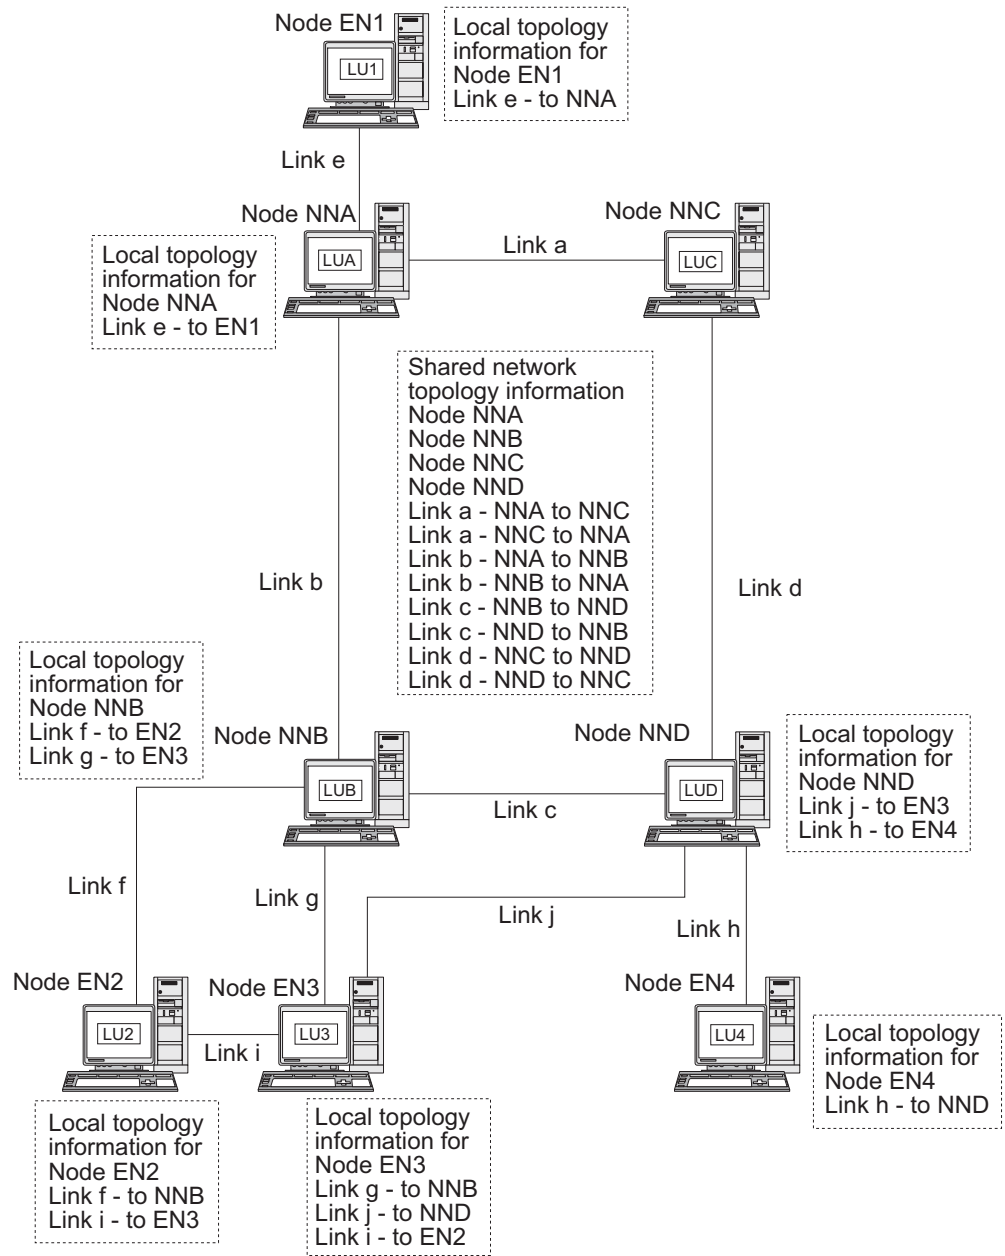 Node EN1
LU1
Local topology
information for
Node EN1
Link e - to NNA
Link e
Node NNA
LUA
Node NNC
LUC
Link a
Local topology
information for
Node NNA
Link e - to EN1
Shared network
topology information
Node NNA
Node NNB
Node NNC
Node NND
Link a - NNA to NNC
Link a - NNC to NNA
Link b - NNA to NNB
Link b - NNB to NNA
Link c - NNB to NND
Link c - NND to NNB
Link d - NNC to NND
Link d - NND to NNC
Link b
Link d
Local topology
information for
Node NNB
Link f - to EN2
Link g - to EN3
Node NNB
LUB
Node NND
LUD
Link c
Local topology
information for
Node NND
Link j - to EN3
Link h - to EN4
Link f
Link g
Link j
Link h
Node EN2
LU2
Node EN3
LU3
Link i
Node EN4
LU4
Local topology
information for
Node EN4
Link h - to NND
Local topology
information for
Node EN2
Link f - to NNB
Link i - to EN3
Local topology
information for
Node EN3
Link g - to NNB
Link j - to NND
Link i - to EN2